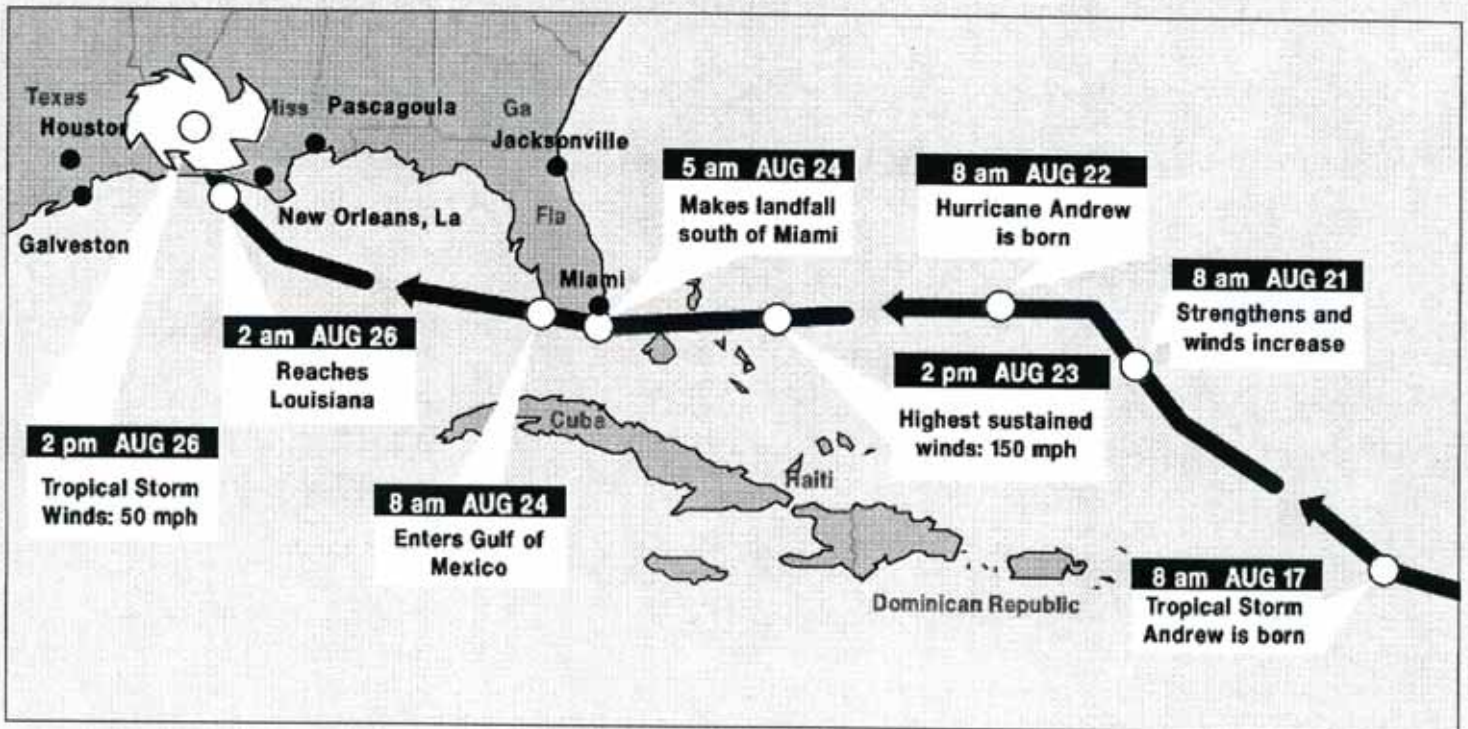 Texas
Houston
Miss
Pascagoula
Ga
Jacksonville
Galveston
New Orleans, La
Fla
Miami
5 am AUG 24
Makes landfall
south of Miami
8 am AUG 22
Hurricane Andrew
is born
8 am AUG 21
Strengthens and
winds increase
2 am AUG 26
Reaches
Louisiana
2 pm AUG 23
Highest sustained
winds: 150 mph
2 pm AUG 26
Tropical Storm
Winds: 50 mph
Cuba
Haiti
8 am AUG 24
Enters Gulf of
Mexico
Dominican Republic
8 am AUG 17
Tropical Storm
Andrew is born